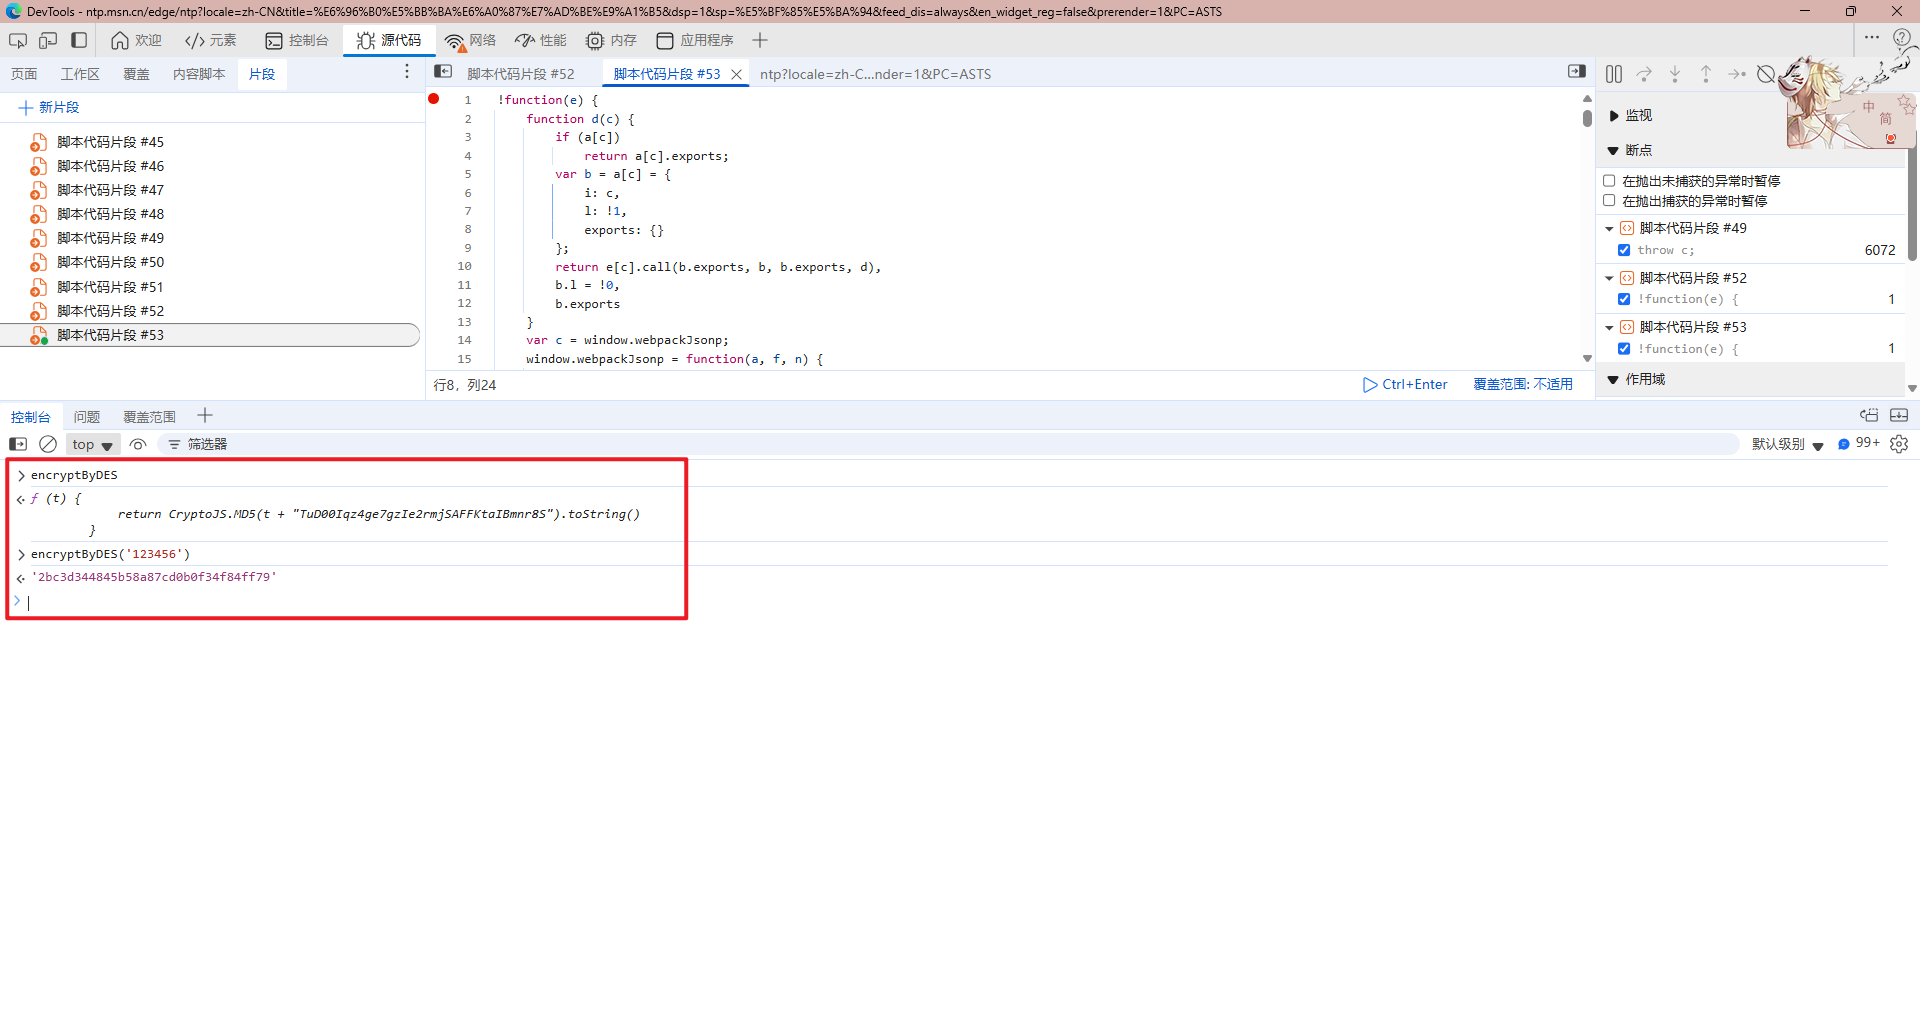 DevTools - ntp.msn.cn/edge/ntp?locale=zh-CN&title=%E6%96%B0%E5%BB%BA%E6%A0%87%E7%AD%BE%E9%A1%B5&dsp=1&sp=%E5%BF%85%E5%BA%94&feed_dis=always&en_widget_reg=false&prerender=1&PC=ASTS
欢迎 元素 控制台 源代码 网络 性能 内存 应用程序
页面 工作区 覆盖 内容脚本 片段
脚本代码片段 #52 脚本代码片段 #53 ntp?locale=zh-C...nder=1&PC=ASTS
新片段
脚本代码片段 #45
脚本代码片段 #46
脚本代码片段 #47
脚本代码片段 #48
脚本代码片段 #49
脚本代码片段 #50
脚本代码片段 #51
脚本代码片段 #52
脚本代码片段 #53
1 !function(e) {
2 function d(c) {
3 if (a[c])
4 return a[c].exports;
5 var b = a[c] = {
6 i: c,
7 l: !1,
8 exports: {}
9 };
10 return e[c].call(b.exports, b, b.exports, d),
11 b.l = !0,
12 b.exports
13 }
14 var c = window.webpackJsonp;
15 window.webpackJsonp = function(a, f, n) {
行8，列24
Ctrl+Enter
覆盖范围: 不适用
中
简
监视
断点
在抛出未捕获的异常时暂停
在抛出捕获的异常时暂停
脚本代码片段 #49
throw c; 6072
脚本代码片段 #52
!function(e) { 1
脚本代码片段 #53
!function(e) { 1
作用域
控制台 问题 覆盖范围
top 筛选器 默认级别 99+
encryptByDES
ƒ (t) {
return CryptoJS.MD5(t + "TuD00Iqz4ge7gzIe2rmjSAFFKtaIBmnr8S").toString()
}
encryptByDES('123456')
'2bc3d344845b58a87cd0b0f34f84ff79'